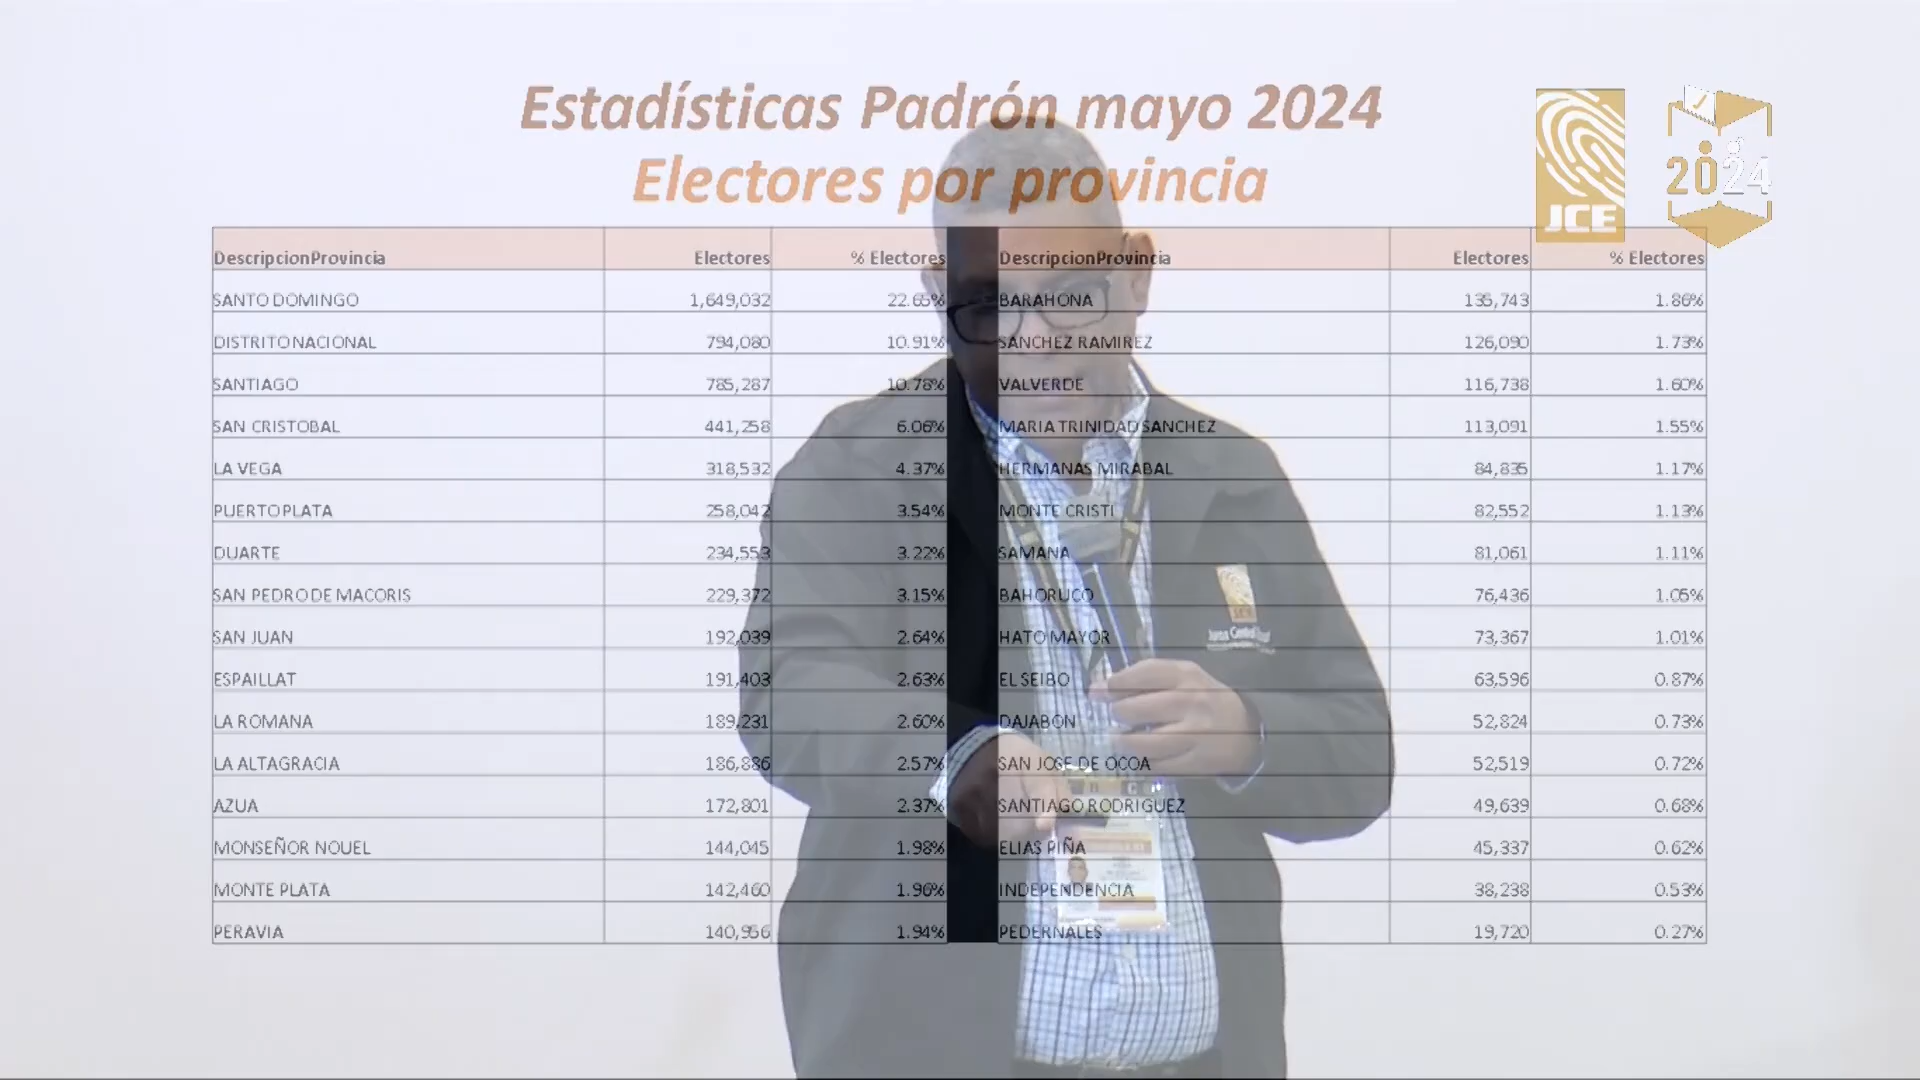 Estadísticas Padrón mayo 2024
Electores por provincia
JCE
2024
DescripcionProvincia Electores % Electores DescripcionProvincia Electores % Electores
SANTO DOMINGO 1,649,032 22.65% BARAHONA 135,743 1.86%
DISTRITO NACIONAL 794,080 10.91% SANCHEZ RAMIREZ 126,090 1.73%
SANTIAGO 785,287 10.78% VALVERDE 116,738 1.60%
SAN CRISTOBAL 441,258 6.06% MARIA TRINIDAD SANCHEZ 113,091 1.55%
LA VEGA 318,532 4.37% HERMANAS MIRABAL 84,835 1.17%
PUERTO PLATA 258,042 3.54% MONTE CRISTI 82,552 1.13%
DUARTE 234,553 3.22% SAMANA 81,061 1.11%
SAN PEDRO DE MACORIS 229,372 3.15% BAHORUCO 76,436 1.05%
SAN JUAN 192,039 2.64% HATO MAYOR 73,367 1.01%
ESPAILLAT 191,403 2.63% EL SEIBO 63,596 0.87%
LA ROMANA 189,231 2.60% DAJABON 52,824 0.73%
LA ALTAGRACIA 186,886 2.57% SAN JOSE DE OCOA 52,519 0.72%
AZUA 172,801 2.37% SANTIAGO RODRIGUEZ 49,639 0.68%
MONSEÑOR NOUEL 144,045 1.98% ELIAS PIÑA 45,337 0.62%
MONTE PLATA 142,460 1.96% INDEPENDENCIA 38,238 0.53%
PERAVIA 140,956 1.94% PEDERNALES 19,720 0.27%